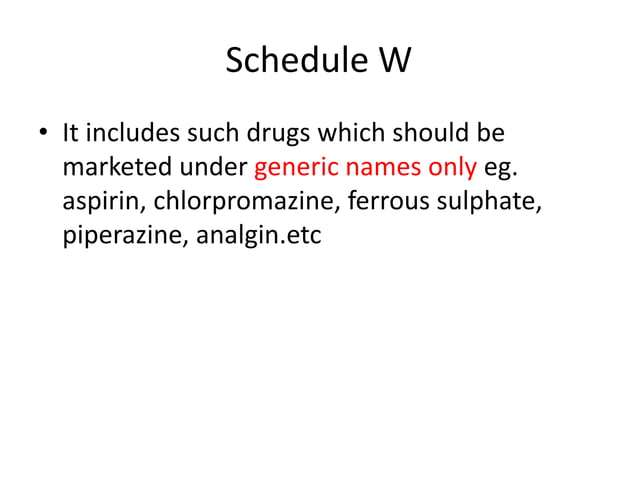 Schedule W
• It includes such drugs which should be
marketed under generic names only eg.
aspirin, chlorpromazine, ferrous sulphate,
piperazine, analgin.etc